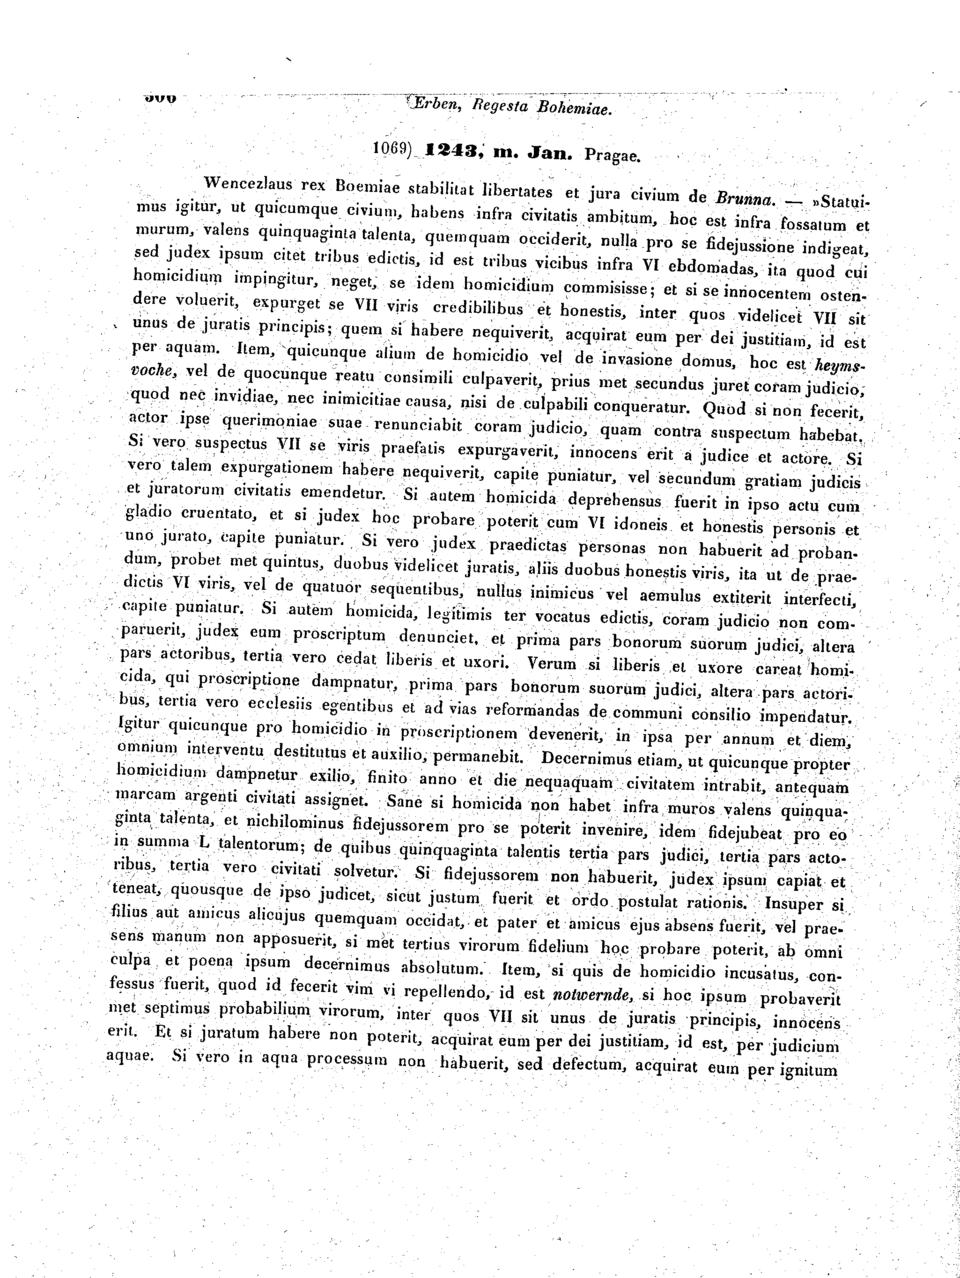 Erben, Regesta Bohemiae.
1069) 1243, m. Jan. Pragae.
Wencezlaus rex Boemiae stabilitat libertates et jura civium de Brunna. — »Statui-
mus igitur, ut quicumque civium, habens infra civitatis ambitum, hoc est infra fossatum et
murum, valens quinquaginta talenta, quemquam occiderit, nulla pro se fidejussione indigeat,
sed judex ipsum citet tribus edictis, id est tribus vicibus infra VI ebdomadas, ita quod cui
homicidium impingitur, neget, se idem homicidium commisisse; et si se innocentem osten-
dere voluerit, expurget se VII viris credibilibus et honestis, inter quos videlicet VII sit
unus de juratis principis; quem si habere nequiverit, acquirat eum per dei justitiam, id est
per aquam. Item, quicunque alium de homicidio vel de invasione domus, hoc est heyms-
voche, vel de quocunque reatu consimili culpaverit, prius met secundus juret coram judicio,
quod nec invidiae, nec inimicitiae causa, nisi de culpabili conqueratur. Quod si non fecerit,
actor ipse querimoniae suae renunciabit coram judicio, quam contra suspectum habebat.
Si vero suspectus VII se viris praefatis expurgaverit, innocens erit a judice et actore. Si
vero talem expurgationem habere nequiverit, capite puniatur, vel secundum gratiam judicis
et juratorum civitatis emendetur. Si autem homicida deprehensus fuerit in ipso actu cum
gladio cruentato, et si judex hoc probare poterit cum VI idoneis et honestis personis et
uno jurato, capite puniatur. Si vero judex praedictas personas non habuerit ad proban-
dum, probet met quintus, duobus videlicet juratis, aliis duobus honestis viris, ita ut de prae-
dictis VI viris, vel de quatuor sequentibus, nullus inimicus vel aemulus extiterit interfecti,
capite puniatur. Si autem homicida, legitimis ter vocatus edictis, coram judicio non com-
paruerit, judex eum proscriptum denunciet, et prima pars bonorum suorum judici, altera
pars actoribus, tertia vero cedat liberis et uxori. Verum si liberis et uxore careat homi-
cida, qui proscriptione dampnatur, prima pars bonorum suorum judici, altera pars actori-
bus, tertia vero ecclesiis egentibus et ad vias reformandas de communi consilio impendatur.
Igitur quicunque pro homicidio in proscriptionem devenerit, in ipsa per annum et diem,
omnium interventu destitutus et auxilio, permanebit. Decernimus etiam, ut quicunque propter
homicidium dampnetur exilio, finito anno et die nequaquam civitatem intrabit, antequam
marcam argenti civitati assignet. Sane si homicida non habet infra muros valens quinqua-
ginta talenta, et nichilominus fidejussorem pro se poterit invenire, idem fidejubeat pro eo
in summa L talentorum; de quibus quinquaginta talentis tertia pars judici, tertia pars acto-
ribus, tertia vero civitati solvetur. Si fidejussorem non habuerit, judex ipsum capiat et
teneat, quousque de ipso judicet, sicut justum fuerit et ordo postulat rationis. Insuper si
filius aut amicus alicujus quemquam occidat, et pater et amicus ejus absens fuerit, vel prae-
sens manum non apposuerit, si met tertius virorum fidelium hoc probare poterit, ab omni
culpa et poena ipsum decernimus absolutum. Item, si quis de homicidio incusatus, con-
fessus fuerit, quod id fecerit vim vi repellendo, id est notwernde, si hoc ipsum probaverit
met septimus probabilium virorum, inter quos VII sit unus de juratis principis, innocens
erit. Et si juratum habere non poterit, acquirat eum per dei justitiam, id est, per judicium
aquae. Si vero in aqua processum non habuerit, sed defectum, acquirat eum per ignitum